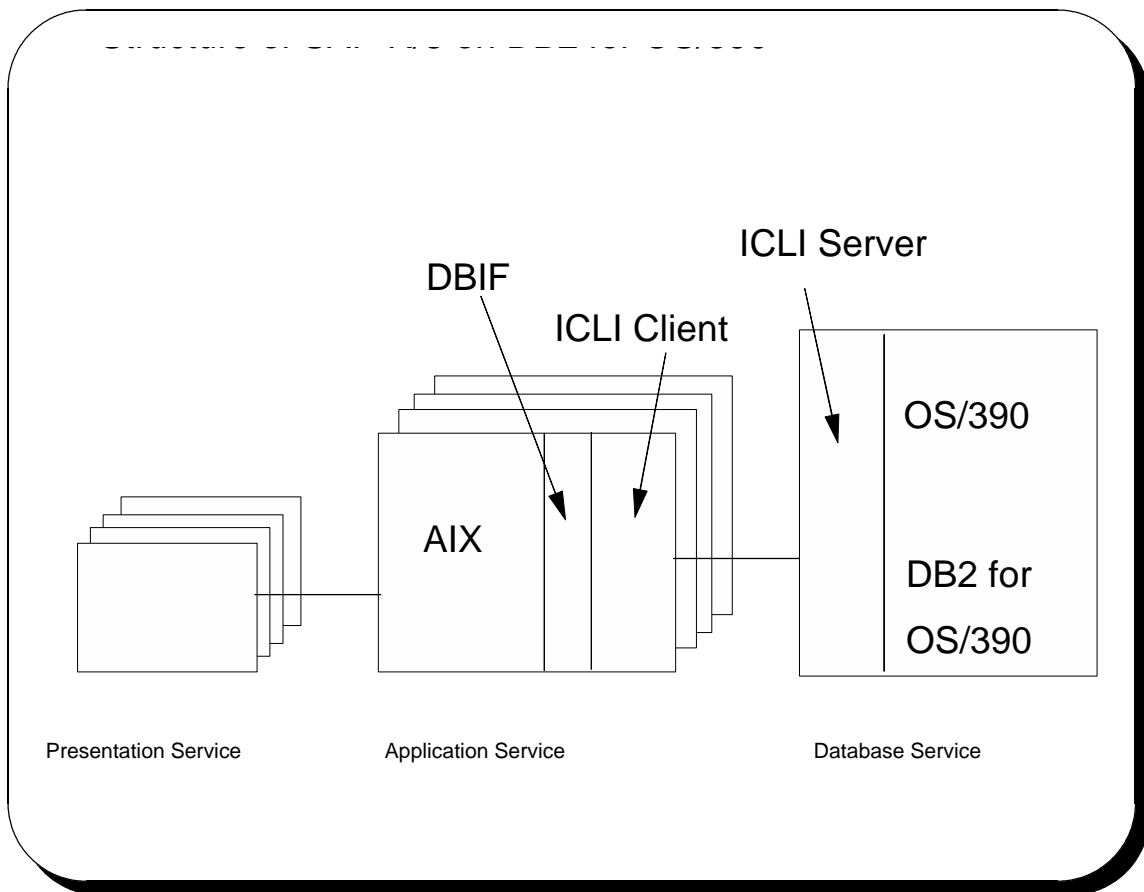 ICLI Server
DBIF
ICLI Client
OS/390
AIX
DB2 for
OS/390
Presentation Service
Application Service
Database Service